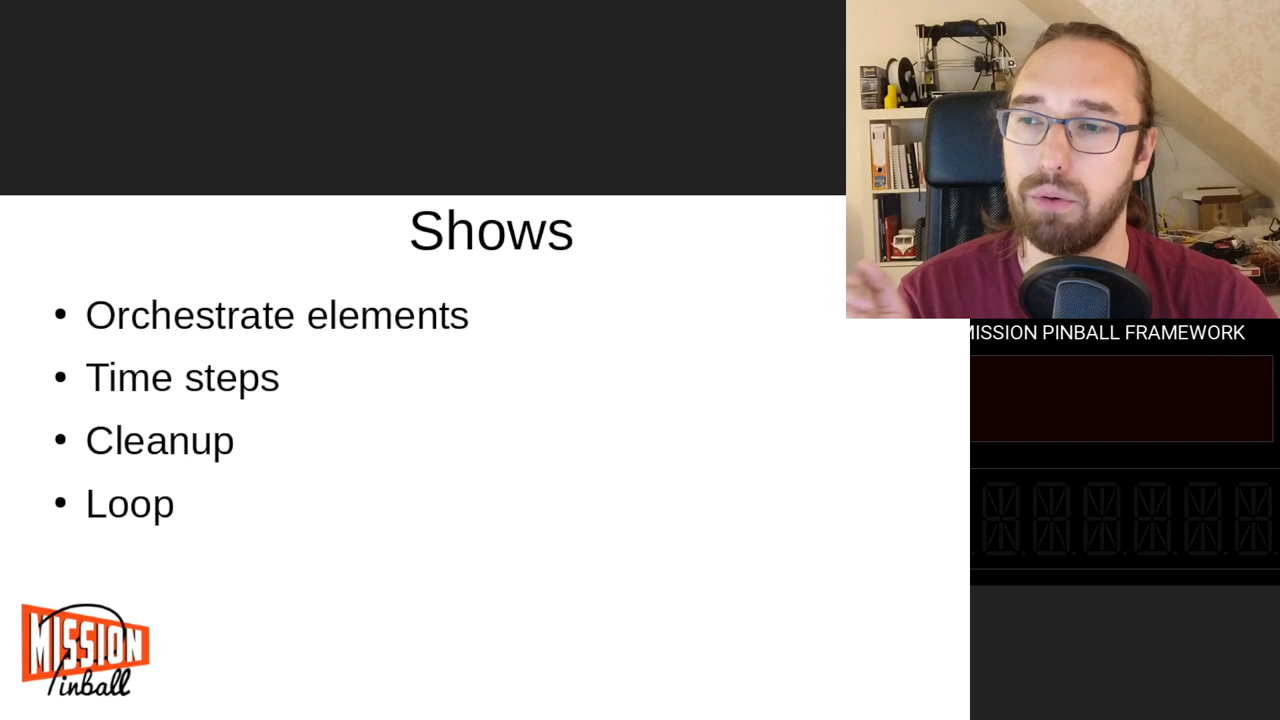 Shows
MISSION PINBALL FRAMEWORK
• Orchestrate elements
• Time steps
• Cleanup
• Loop
MISSION
Pinball